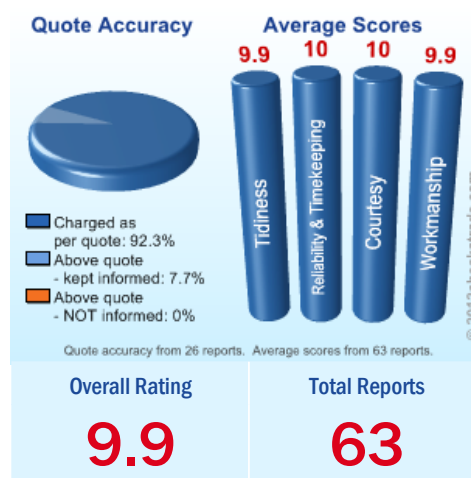 Quote Accuracy
Average Scores
9.9
10
10
9.9
Tidiness
Reliability & Timekeeping
Courtesy
Workmanship
Charged as
per quote: 92.3%
Above quote
- kept informed: 7.7%
Above quote
- NOT informed: 0%
Quote accuracy from 26 reports. Average scores from 63 reports.
Overall Rating
Total Reports
9.9
63